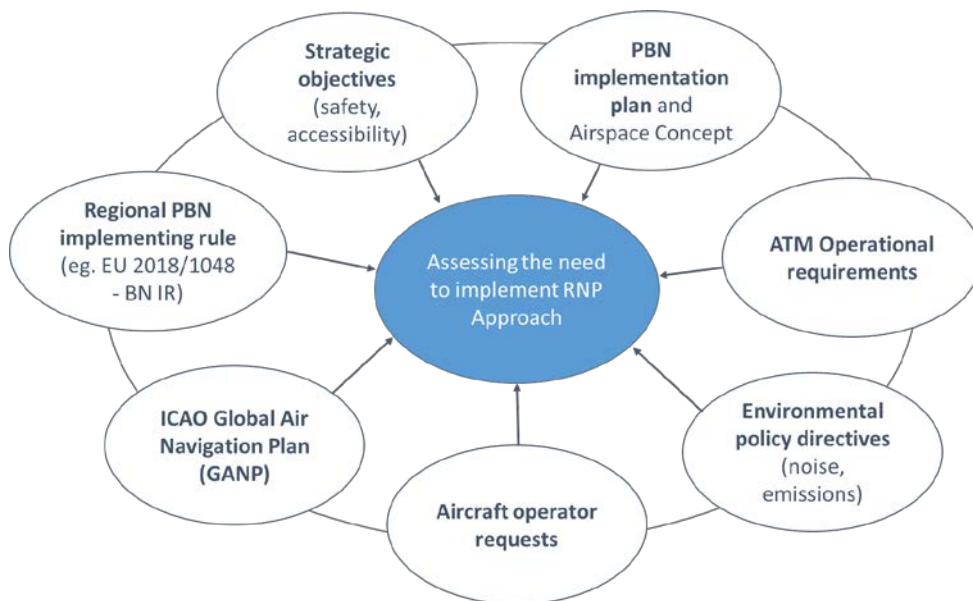 Strategic
objectives
(safety,
accessibility)
PBN
implementation
plan and
Airspace Concept
Regional PBN
implementing rule
(eg. EU 2018/1048
- BN IR)
Assessing the need
to implement RNP
Approach
ATM Operational
requirements
ICAO Global Air
Navigation Plan
(GANP)
Environmental
policy directives
(noise,
emissions)
Aircraft operator
requests